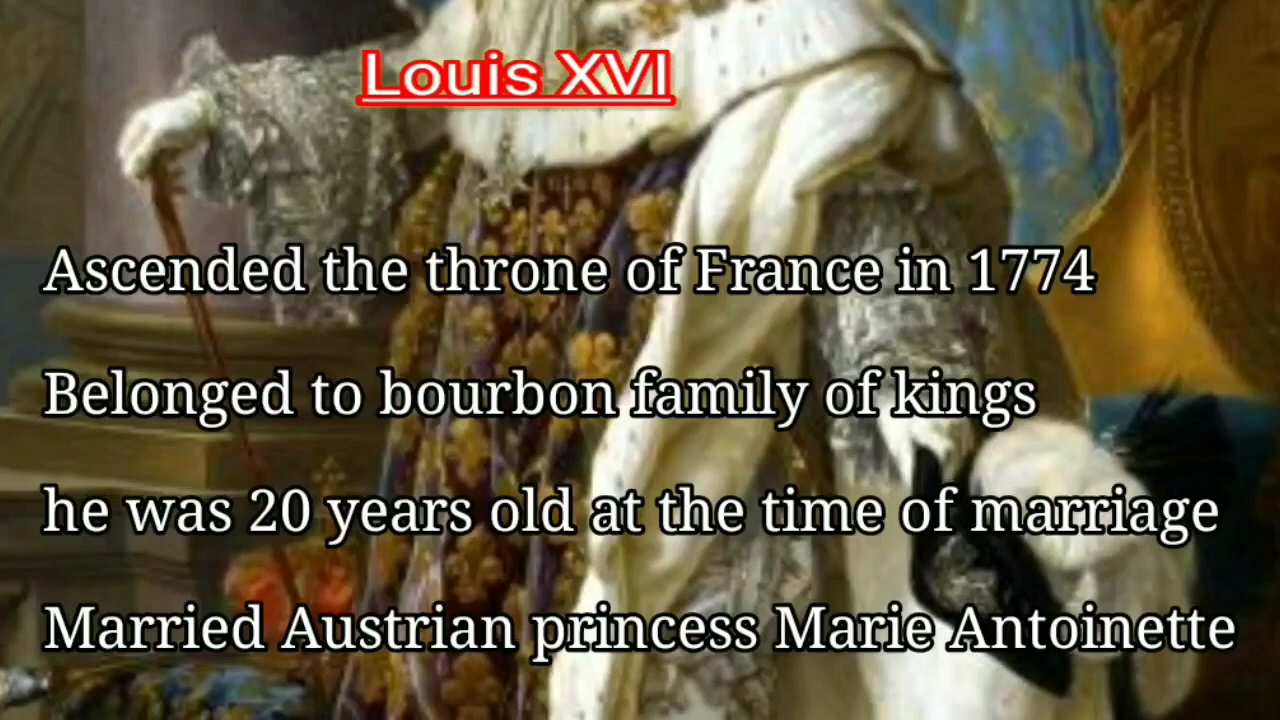 Louis XVI
Ascended the throne of France in 1774
Belonged to bourbon family of kings
he was 20 years old at the time of marriage
Married Austrian princess Marie Antoinette